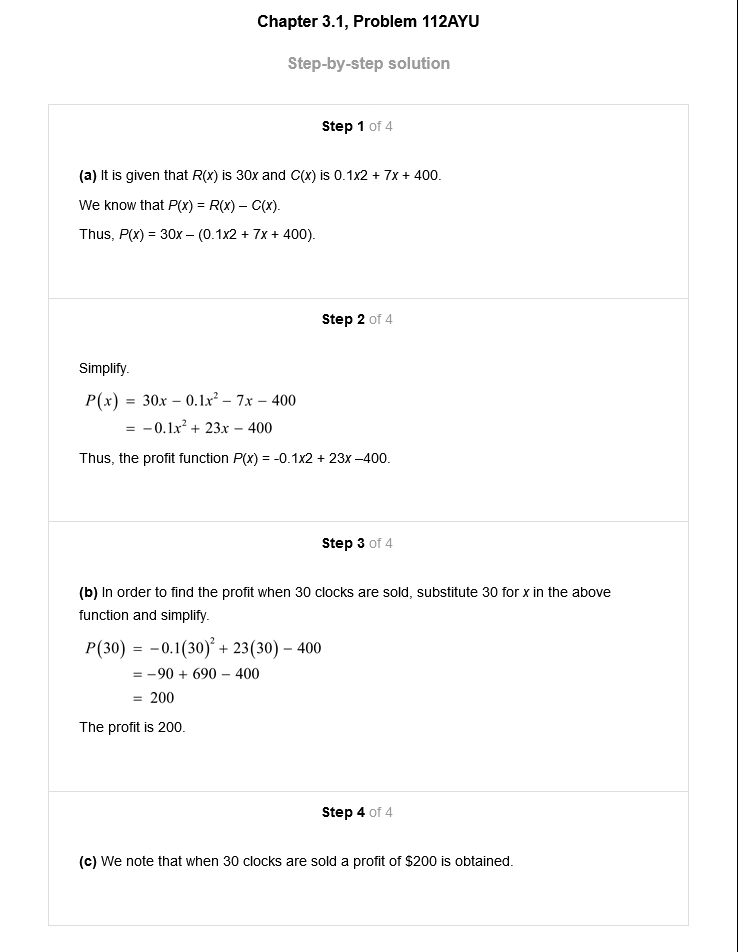 Chapter 3.1, Problem 112AYU
Step-by-step solution
Step 1 of 4
(a) It is given that R(x) is 30x and C(x) is 0.1x2 + 7x + 400.
We know that P(x) = R(x) – C(x).
Thus, P(x) = 30x – (0.1x2 + 7x + 400).
Step 2 of 4
Simplify.
P(x) = 30x − 0.1x² − 7x − 400
= −0.1x² + 23x − 400
Thus, the profit function P(x) = -0.1x2 + 23x –400.
Step 3 of 4
(b) In order to find the profit when 30 clocks are sold, substitute 30 for x in the above
function and simplify.
P(30) = −0.1(30)² + 23(30) − 400
= −90 + 690 − 400
= 200
The profit is 200.
Step 4 of 4
(c) We note that when 30 clocks are sold a profit of $200 is obtained.